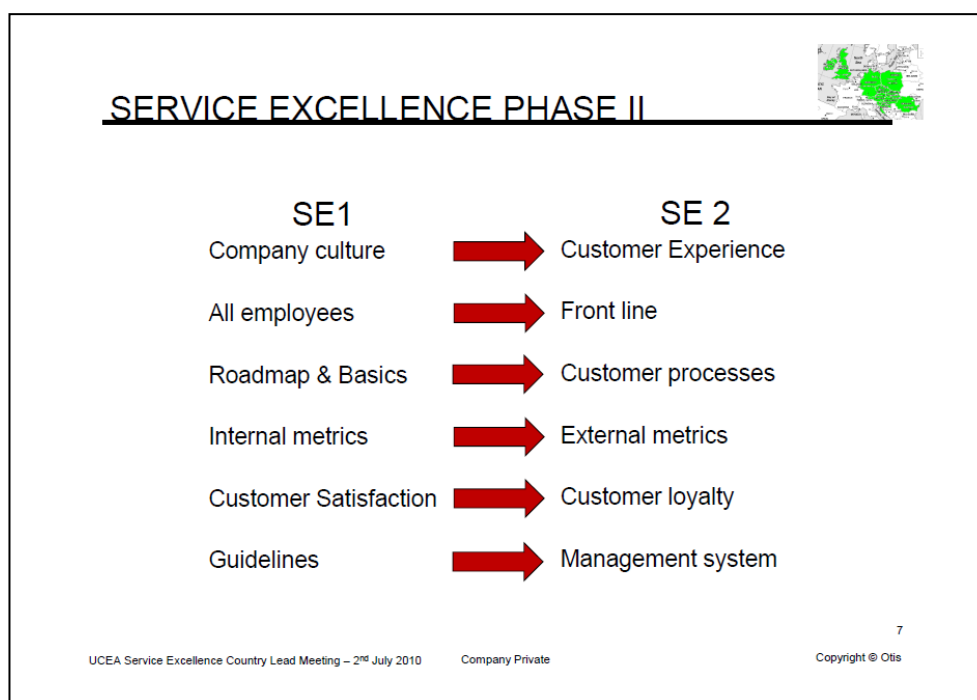 SERVICE EXCELLENCE PHASE II
SE1 SE 2
Company culture Customer Experience
All employees Front line
Roadmap & Basics Customer processes
Internal metrics External metrics
Customer Satisfaction Customer loyalty
Guidelines Management system
7
UCEA Service Excellence Country Lead Meeting – 2nd July 2010 Company Private Copyright © Otis